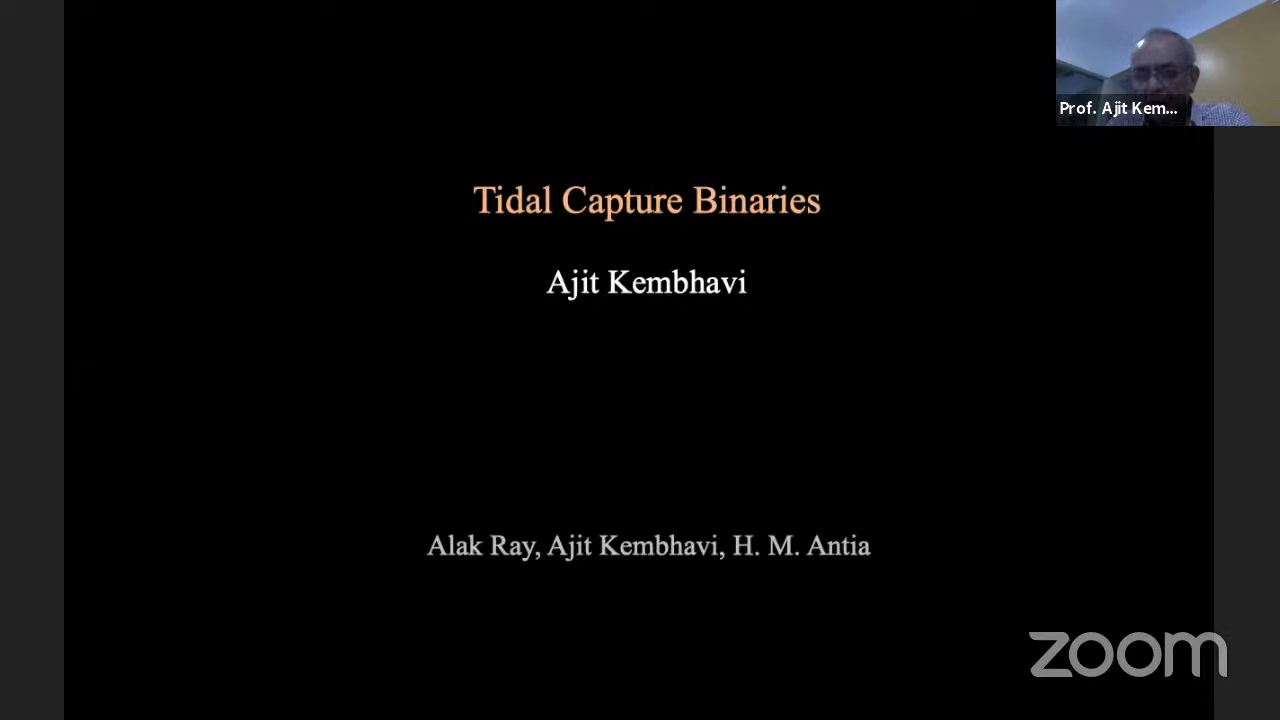 Prof. Ajit Kem...
Tidal Capture Binaries
Ajit Kembhavi
Alak Ray, Ajit Kembhavi, H. M. Antia
zoom